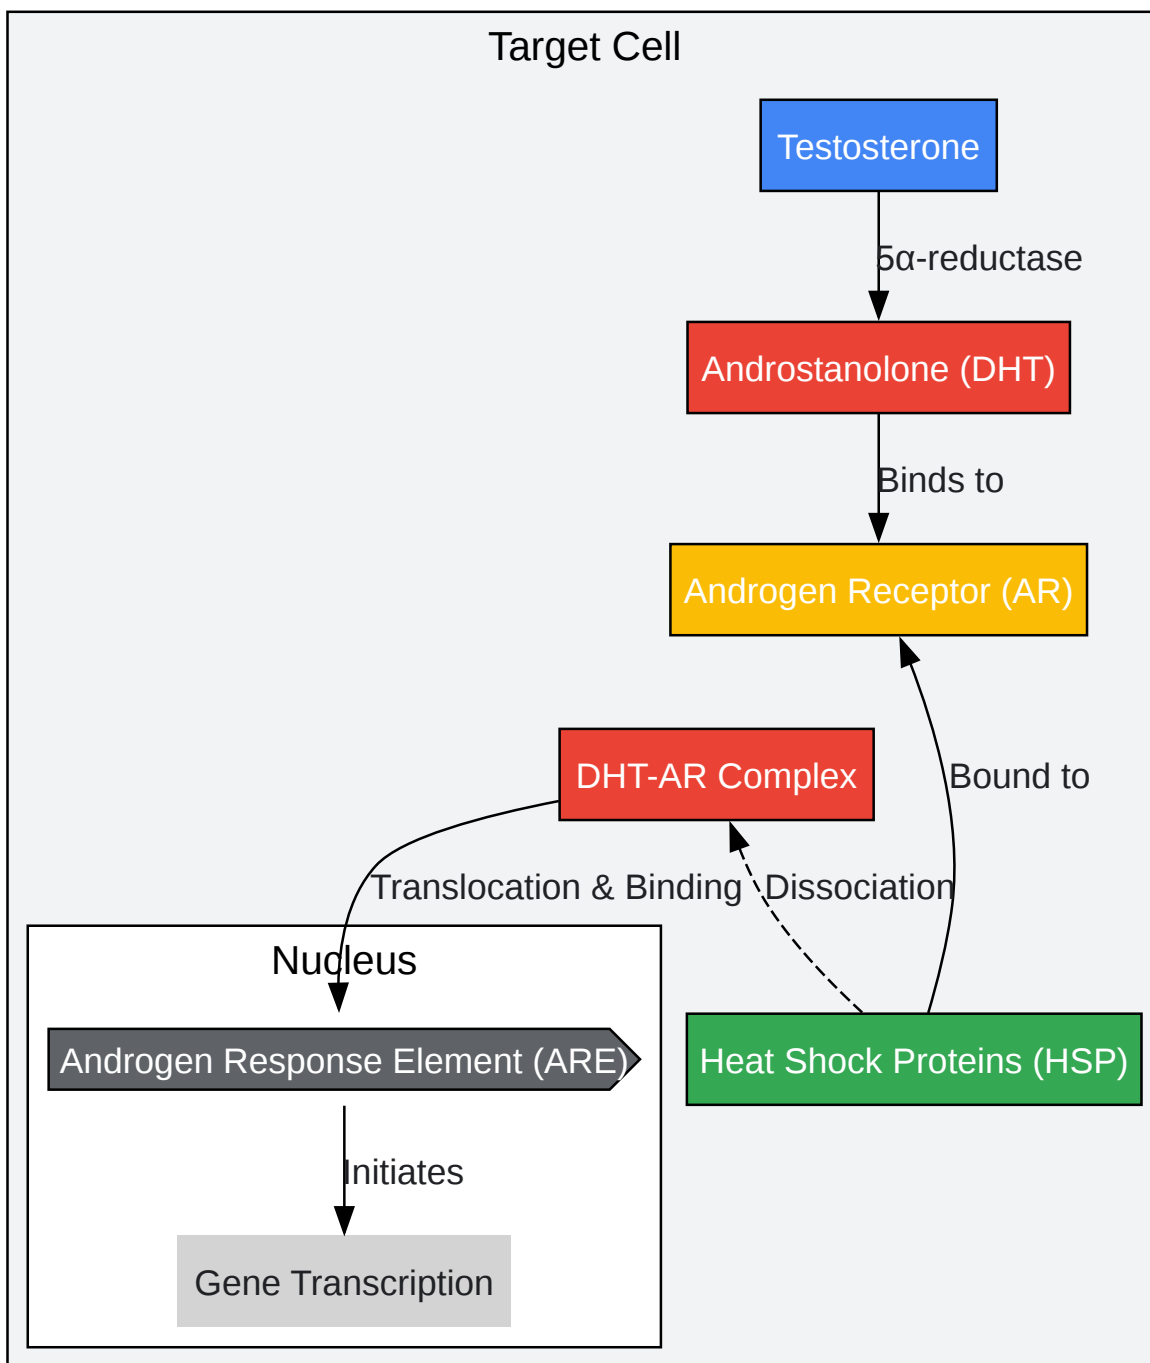 Target Cell
Testosterone
5α-reductase
Androstanolone (DHT)
Binds to
Androgen Receptor (AR)
DHT-AR Complex
Bound to
Translocation & Binding
Dissociation
Nucleus
Androgen Response Element (ARE)
Heat Shock Proteins (HSP)
Initiates
Gene Transcription